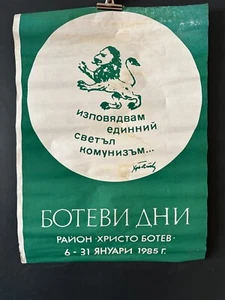 изповядвам
единний
светъл
комунизъм...
БОТЕВИ ДНИ
РАЙОН ·ХРИСТО БОТЕВ·
6 - 31 ЯНУАРИ 1985 г.